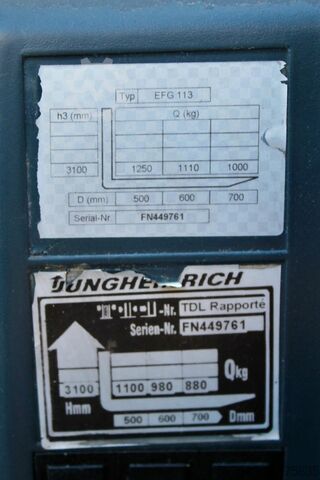 Typ EFG 113
h3 (mm) Q (kg)
3100 1250 1110 1000
D (mm) 500 600 700
Serial-Nr. FN449761
JUNGHEINRICH
-Nr. TDL Rapporté
Serien-Nr. FN449761
Qkg
3100 1100 980 880
Hmm 500 600 700 Dmm